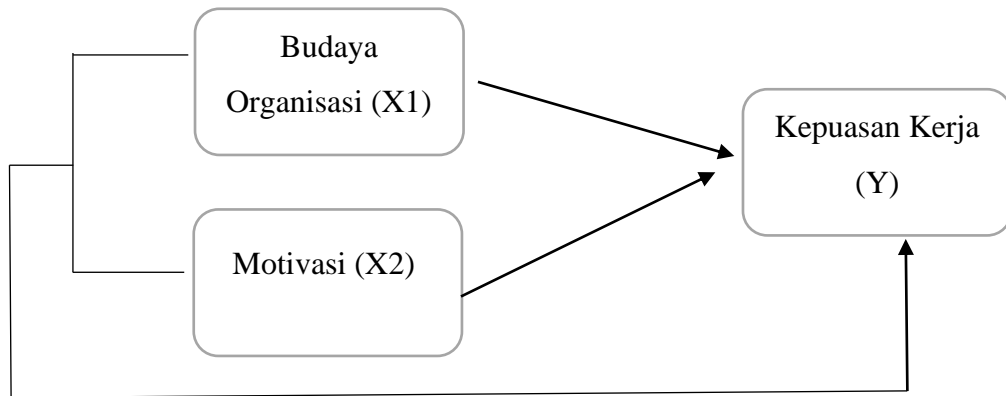 Budaya
Organisasi (X1)
Kepuasan Kerja
(Y)
Motivasi (X2)